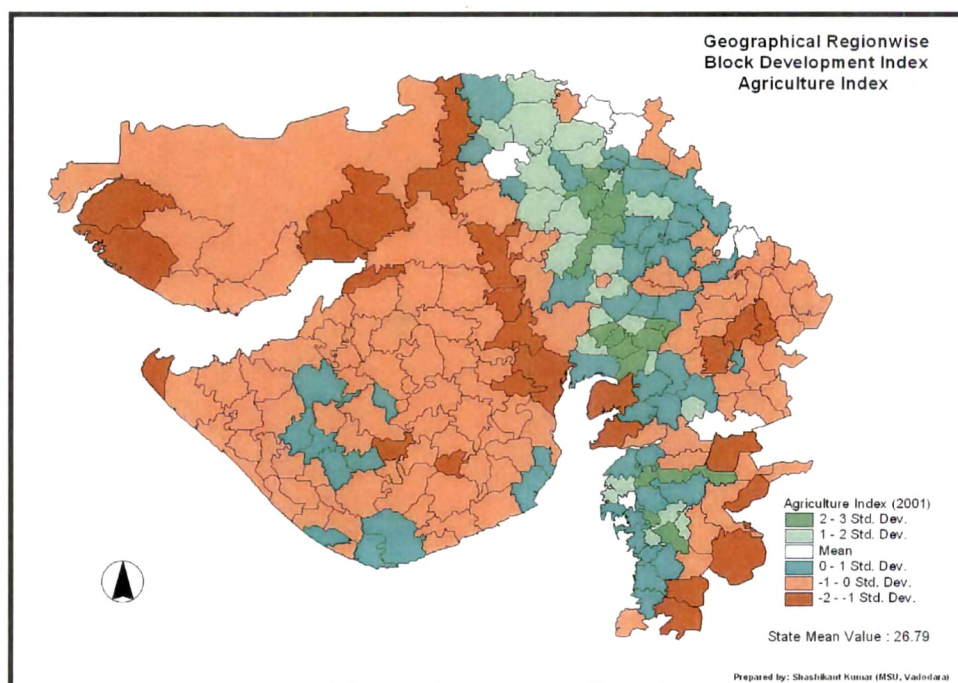 Geographical Regionwise
Block Development Index
Agriculture Index
Agriculture Index (2001)
2 - 3 Std. Dev.
1 - 2 Std. Dev.
Mean
0 - 1 Std. Dev.
-1 - 0 Std. Dev.
-2 - -1 Std. Dev.
State Mean Value : 26.79
Prepared by: Shashikant Kumar (MSU, Vadodara)